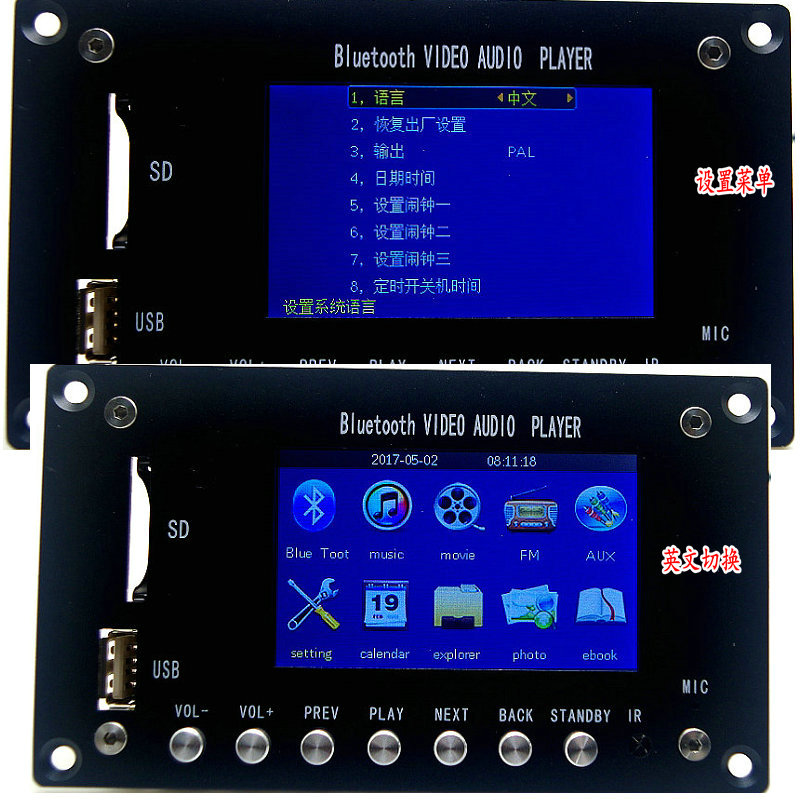 Bluetooth VIDEO AUDIO PLAYER
1, 语言 中文
2, 恢复出厂设置
SD
3, 输出 PAL
4, 日期时间
设置菜单
5, 设置闹钟一
6, 设置闹钟二
7, 设置闹钟三
8, 定时开关机时间
设置系统语言
USB
MIC
VOL- VOL+ PREV PLAY NEXT BACK STANDBY IR
Bluetooth VIDEO AUDIO PLAYER
2017-05-02 08:11:18
SD
Blue Toot music movie FM AUX
英文切换
19
setting calendar explorer photo ebook
USB
MIC
VOL- VOL+ PREV PLAY NEXT BACK STANDBY IR